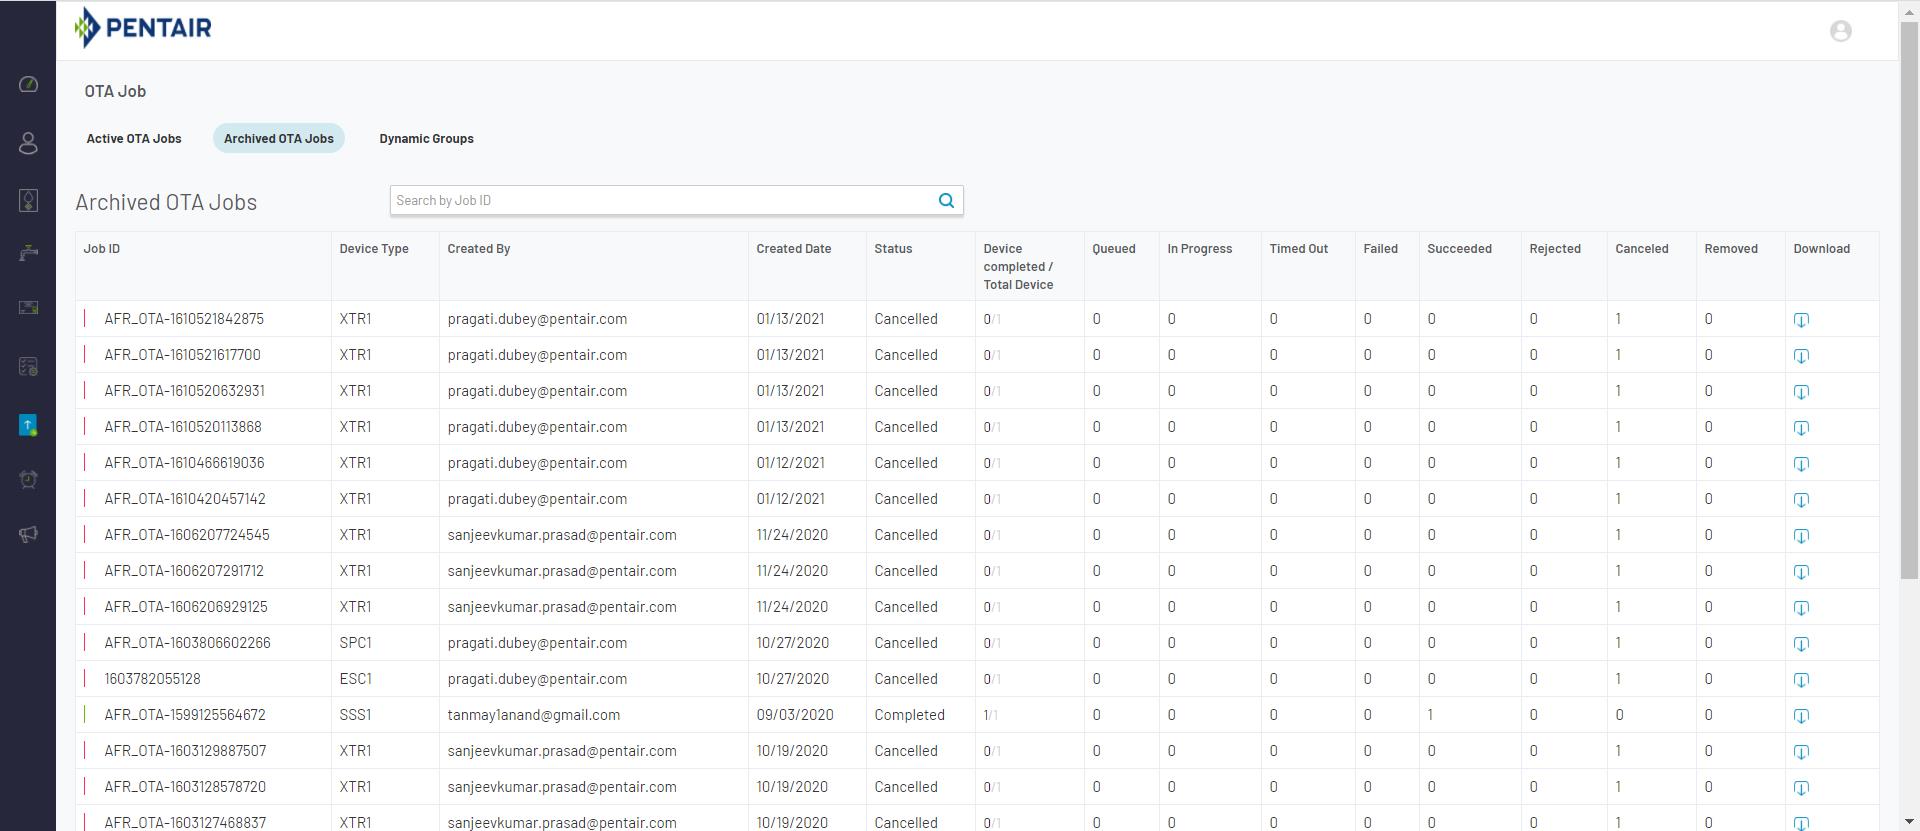 PENTAIR
OTA Job
Active OTA Jobs Archived OTA Jobs Dynamic Groups
Archived OTA Jobs Search by Job ID
Job ID Device Type Created By Created Date Status Device completed / Total Device Queued In Progress Timed Out Failed Succeeded Rejected Canceled Removed Download
AFR_OTA-1610521842875 XTR1 pragati.dubey@pentair.com 01/13/2021 Cancelled 0/1 0 0 0 0 0 0 1 0
AFR_OTA-1610521617700 XTR1 pragati.dubey@pentair.com 01/13/2021 Cancelled 0/1 0 0 0 0 0 0 1 0
AFR_OTA-1610520632931 XTR1 pragati.dubey@pentair.com 01/13/2021 Cancelled 0/1 0 0 0 0 0 0 1 0
AFR_OTA-1610520113868 XTR1 pragati.dubey@pentair.com 01/13/2021 Cancelled 0/1 0 0 0 0 0 0 1 0
AFR_OTA-1610466619036 XTR1 pragati.dubey@pentair.com 01/12/2021 Cancelled 0/1 0 0 0 0 0 0 1 0
AFR_OTA-1610420457142 XTR1 pragati.dubey@pentair.com 01/12/2021 Cancelled 0/1 0 0 0 0 0 0 1 0
AFR_OTA-1606207724545 XTR1 sanjeevkumar.prasad@pentair.com 11/24/2020 Cancelled 0/1 0 0 0 0 0 0 1 0
AFR_OTA-1606207291712 XTR1 sanjeevkumar.prasad@pentair.com 11/24/2020 Cancelled 0/1 0 0 0 0 0 0 1 0
AFR_OTA-1606206929125 XTR1 sanjeevkumar.prasad@pentair.com 11/24/2020 Cancelled 0/1 0 0 0 0 0 0 1 0
AFR_OTA-1603806602266 SPC1 pragati.dubey@pentair.com 10/27/2020 Cancelled 0/1 0 0 0 0 0 0 1 0
1603782055128 ESC1 pragati.dubey@pentair.com 10/27/2020 Cancelled 0/1 0 0 0 0 0 0 1 0
AFR_OTA-1599125564672 SSS1 tanmay1anand@gmail.com 09/03/2020 Completed 1/1 0 0 0 0 1 0 0 0
AFR_OTA-1603129887507 XTR1 sanjeevkumar.prasad@pentair.com 10/19/2020 Cancelled 0/1 0 0 0 0 0 0 1 0
AFR_OTA-1603128578720 XTR1 sanjeevkumar.prasad@pentair.com 10/19/2020 Cancelled 0/1 0 0 0 0 0 0 1 0
AFR_OTA-1603127468837 XTR1 sanjeevkumar.prasad@pentair.com 10/19/2020 Cancelled 0/1 0 0 0 0 0 0 1 0